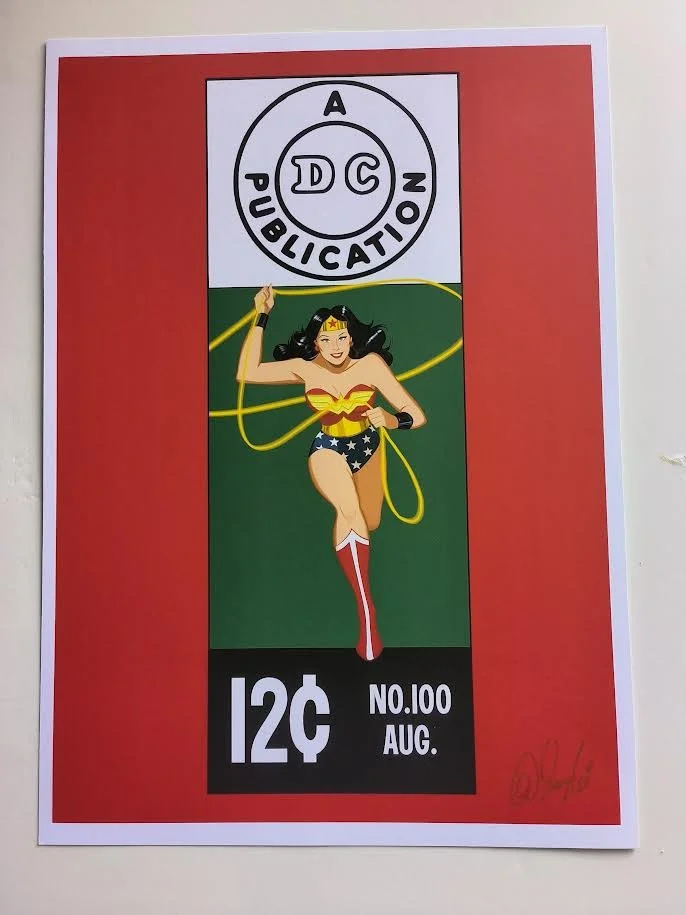 A
DC
PUBLICATION
12¢
NO.100
AUG.